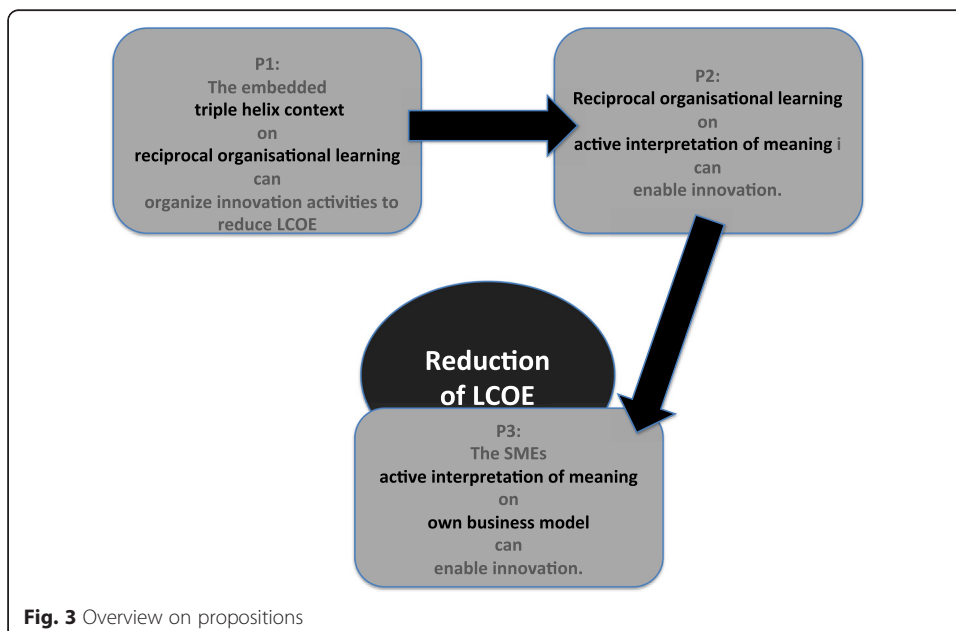 P1:
The embedded
triple helix context
on
reciprocal organisational learning
can
organize innovation activities to
reduce LCOE
P2:
Reciprocal organisational learning
on
active interpretation of meaning i
can
enable innovation.
Reduction
of LCOE
P3:
The SMEs
active interpretation of meaning
on
own business model
can
enable innovation.
Fig. 3 Overview on propositions